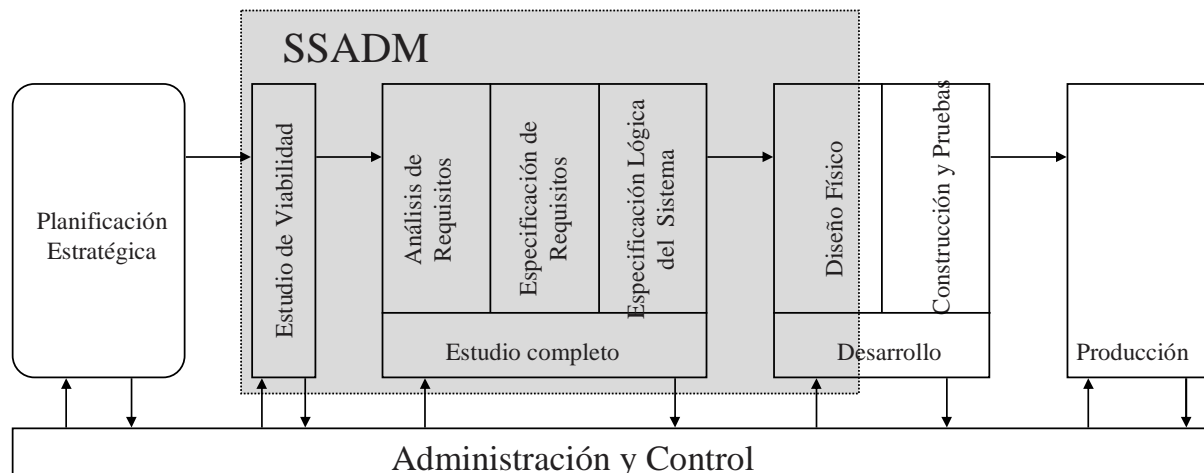 SSADM
Planificación
Estratégica
Estudio de Viabilidad
Análisis de
Requisitos
Especificación de
Requisitos
Especificación Lógica
del Sistema
Estudio completo
Diseño Físico
Construcción y Pruebas
Desarrollo
Producción
Administración y Control